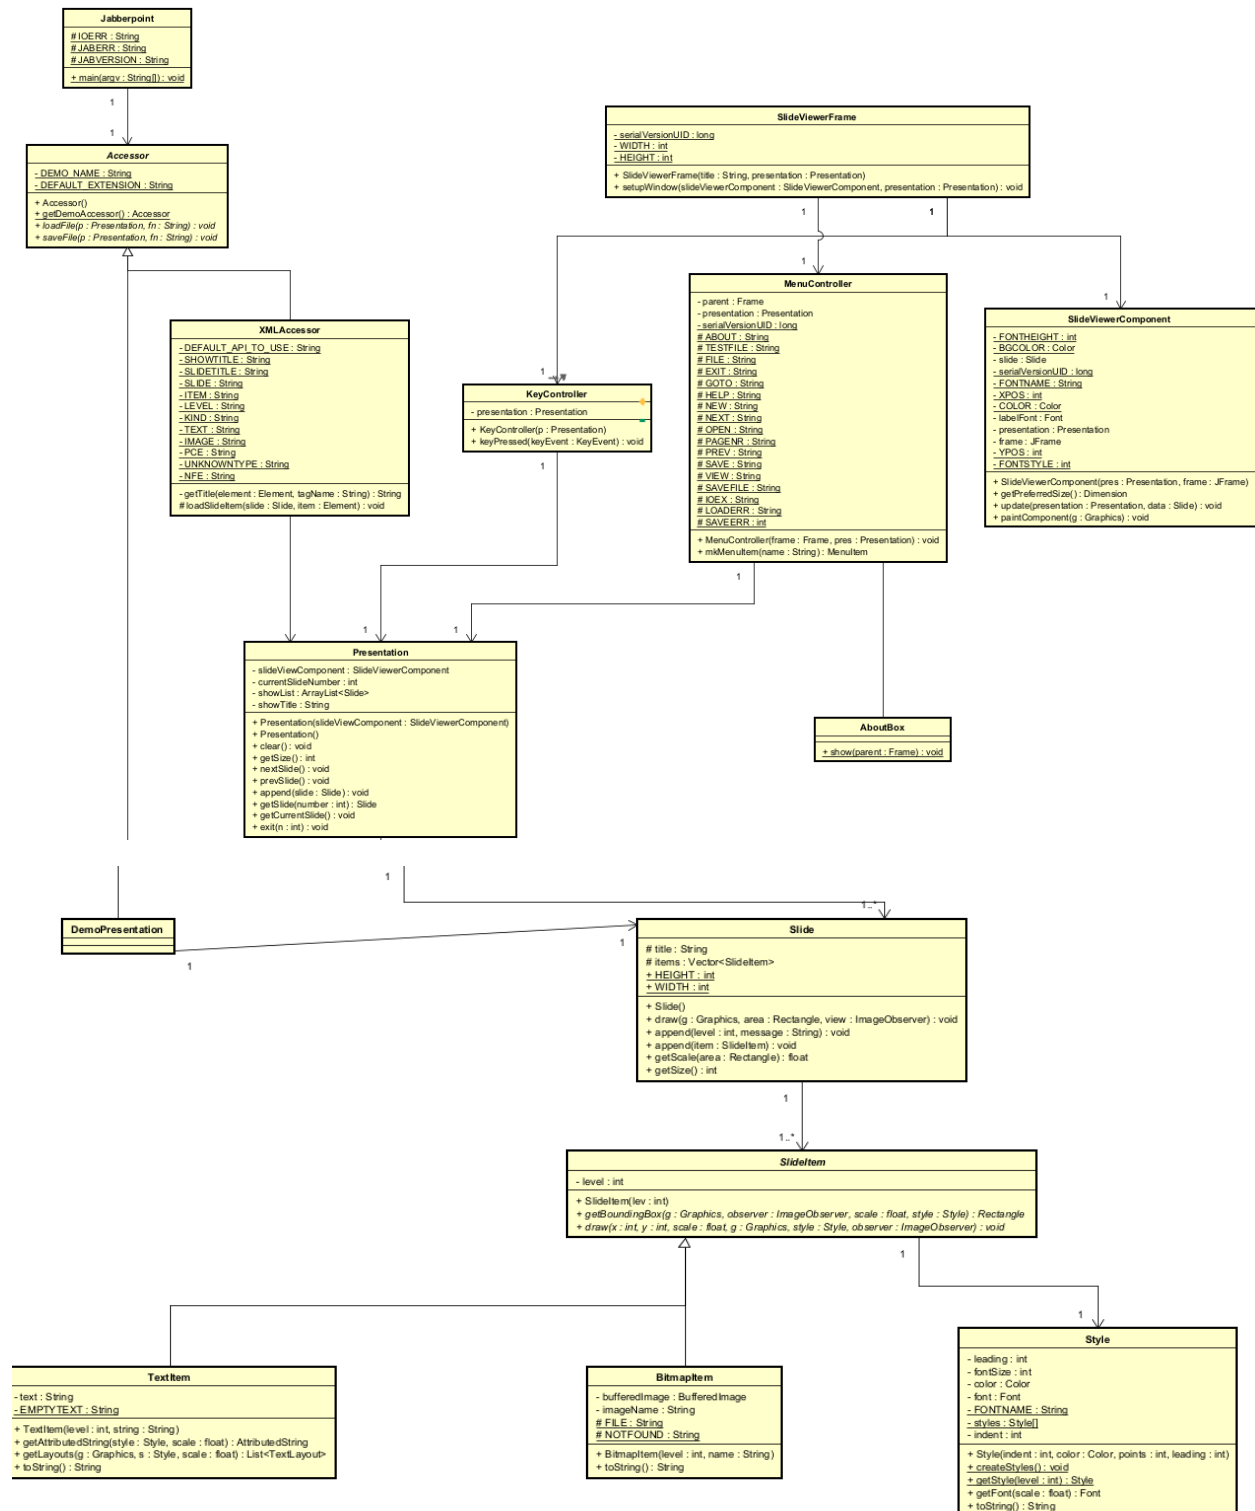 Jabberpoint
# IOERR : String
# JABERR : String
# JABVERSION : String
+ main(argv : String[]) : void
1
1
Accessor
- DEMO_NAME : String
- DEFAULT_EXTENSION : String
+ Accessor()
+ getDemoAccessor() : Accessor
+ loadFile(p : Presentation, fn : String) : void
+ saveFile(p : Presentation, fn : String) : void
SlideViewerFrame
- serialVersionUID : long
- WIDTH : int
- HEIGHT : int
+ SlideViewerFrame(title : String, presentation : Presentation)
+ setupWindow(slideViewerComponent : SlideViewerComponent, presentation : Presentation) : void
1
1
1
1
1
XMLAccessor
- DEFAULT_API_TO_USE : String
- SHOWTITLE : String
- SLIDETITLE : String
- SLIDE : String
- ITEM : String
- LEVEL : String
- KIND : String
- TEXT : String
- IMAGE : String
- PCE : String
- UNKNOWNTYPE : String
- NFE : String
- getTitle(element : Element, tagName : String) : String
# loadSlideItem(slide : Slide, item : Element) : void
KeyController
- presentation : Presentation
+ KeyController(p : Presentation)
+ keyPressed(keyEvent : KeyEvent) : void
1
MenuController
- parent : Frame
- presentation : Presentation
- serialVersionUID : long
# ABOUT : String
# TESTFILE : String
# FILE : String
# EXIT : String
# GOTO : String
# HELP : String
# NEW : String
# NEXT : String
# OPEN : String
# PAGENR : String
# PREV : String
# SAVE : String
# VIEW : String
# SAVEFILE : String
# IOEX : String
# LOADERR : String
# SAVEERR : int
+ MenuController(frame : Frame, pres : Presentation) : void
+ mkMenuItem(name : String) : MenuItem
1
SlideViewerComponent
- FONTHEIGHT : int
- BGCOLOR : Color
- slide : Slide
- serialVersionUID : long
- FONTNAME : String
- XPOS : int
- COLOR : Color
- labelFont : Font
- presentation : Presentation
- frame : JFrame
- YPOS : int
- FONTSTYLE : int
+ SlideViewerComponent(pres : Presentation, frame : JFrame)
+ getPreferredSize() : Dimension
+ update(presentation : Presentation, data : Slide) : void
+ paintComponent(g : Graphics) : void
1
1
Presentation
- slideViewComponent : SlideViewerComponent
- currentSlideNumber : int
- showList : ArrayList<Slide>
- showTitle : String
+ Presentation(slideViewComponent : SlideViewerComponent)
+ Presentation()
+ clear() : void
+ getSize() : int
+ nextSlide() : void
+ prevSlide() : void
+ append(slide : Slide) : void
+ getSlide(number : int) : Slide
+ getCurrentSlide() : void
+ exit(n : int) : void
AboutBox
+ show(parent : Frame) : void
1
1..*
DemoPresentation
1
1
Slide
# title : String
# items : Vector<SlideItem>
+ HEIGHT : int
+ WIDTH : int
+ Slide()
+ draw(g : Graphics, area : Rectangle, view : ImageObserver) : void
+ append(level : int, message : String) : void
+ append(item : SlideItem) : void
+ getScale(area : Rectangle) : float
+ getSize() : int
1
1..*
SlideItem
- level : int
+ SlideItem(lev : int)
+ getBoundingBox(g : Graphics, observer : ImageObserver, scale : float, style : Style) : Rectangle
+ draw(x : int, y : int, scale : float, g : Graphics, style : Style, observer : ImageObserver) : void
1
1
TextItem
- text : String
- EMPTYTEXT : String
+ TextItem(level : int, string : String)
+ getAttributedString(style : Style, scale : float) : AttributedString
+ getLayouts(g : Graphics, s : Style, scale : float) : List<TextLayout>
+ toString() : String
BitmapItem
- bufferedImage : BufferedImage
- imageName : String
# FILE : String
# NOTFOUND : String
+ BitmapItem(level : int, name : String)
+ toString() : String
Style
- leading : int
- fontSize : int
- color : Color
- font : Font
- FONTNAME : String
- styles : Style[]
- indent : int
+ Style(indent : int, color : Color, points : int, leading : int)
+ createStyles() : void
+ getStyle(level : int) : Style
+ getFont(scale : float) : Font
+ toString() : String